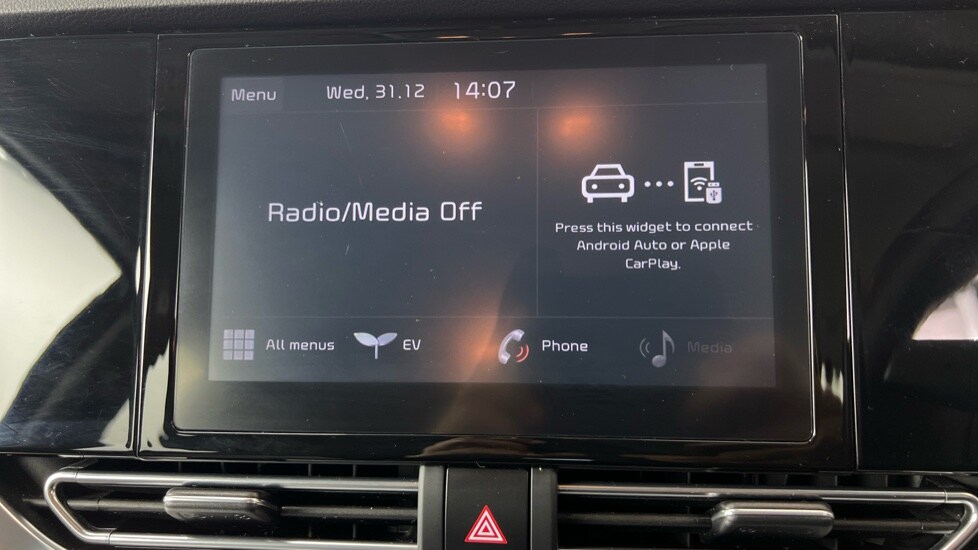 Menu Wed, 31.12 14:07
Radio/Media Off
Press this widget to connect
Android Auto or Apple
CarPlay.
All menus EV Phone Media